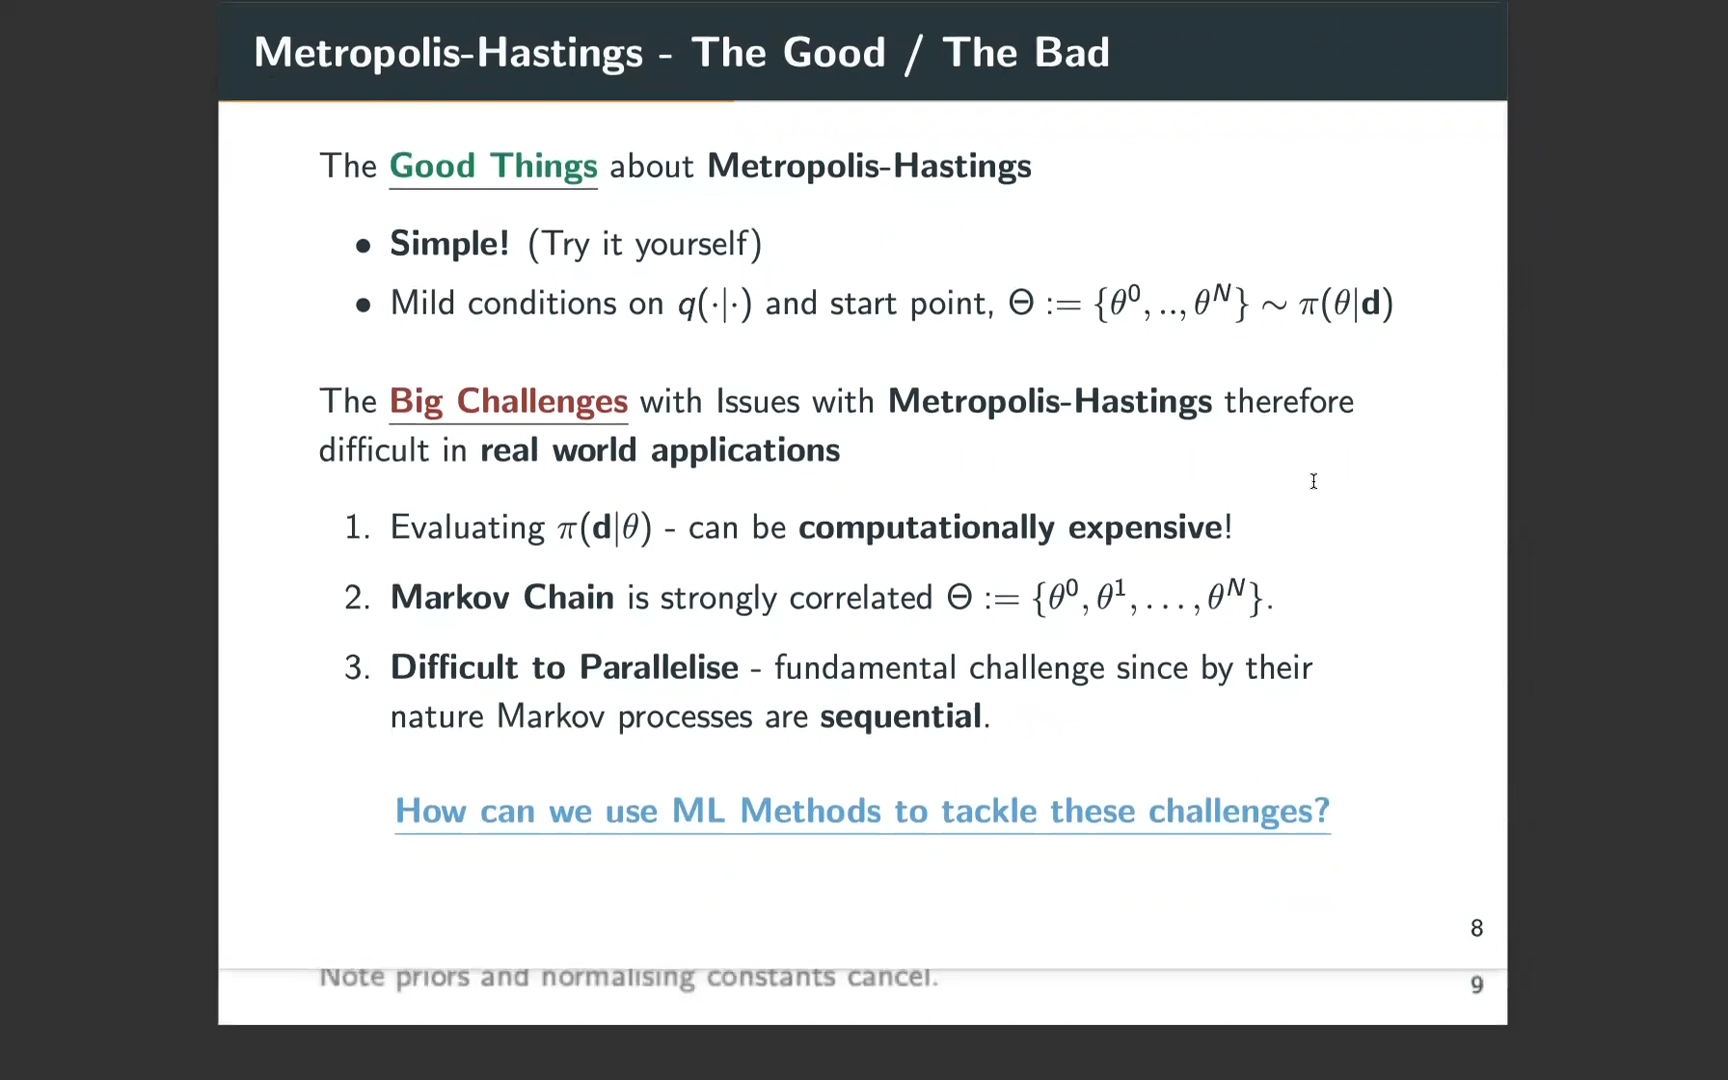 Metropolis-Hastings - The Good / The Bad
The Good Things about Metropolis-Hastings
• Simple! (Try it yourself)
• Mild conditions on q(·|·) and start point, Θ := {θ⁰, .., θᴺ} ∼ π(θ|d)
The Big Challenges with Issues with Metropolis-Hastings therefore
difficult in real world applications
1. Evaluating π(d|θ) - can be computationally expensive!
2. Markov Chain is strongly correlated Θ := {θ⁰, θ¹, . . . , θᴺ}.
3. Difficult to Parallelise - fundamental challenge since by their
nature Markov processes are sequential.
How can we use ML Methods to tackle these challenges?
8
Note priors and normalising constants cancel.
9